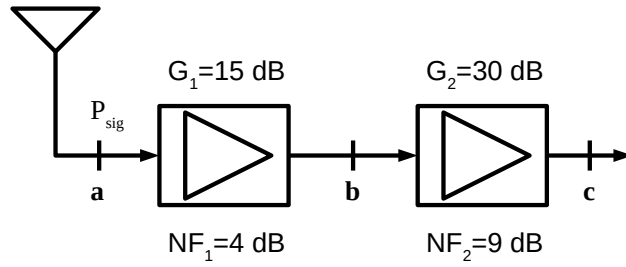 G1=15 dB
G2=30 dB
Psig
a
b
c
NF1=4 dB
NF2=9 dB